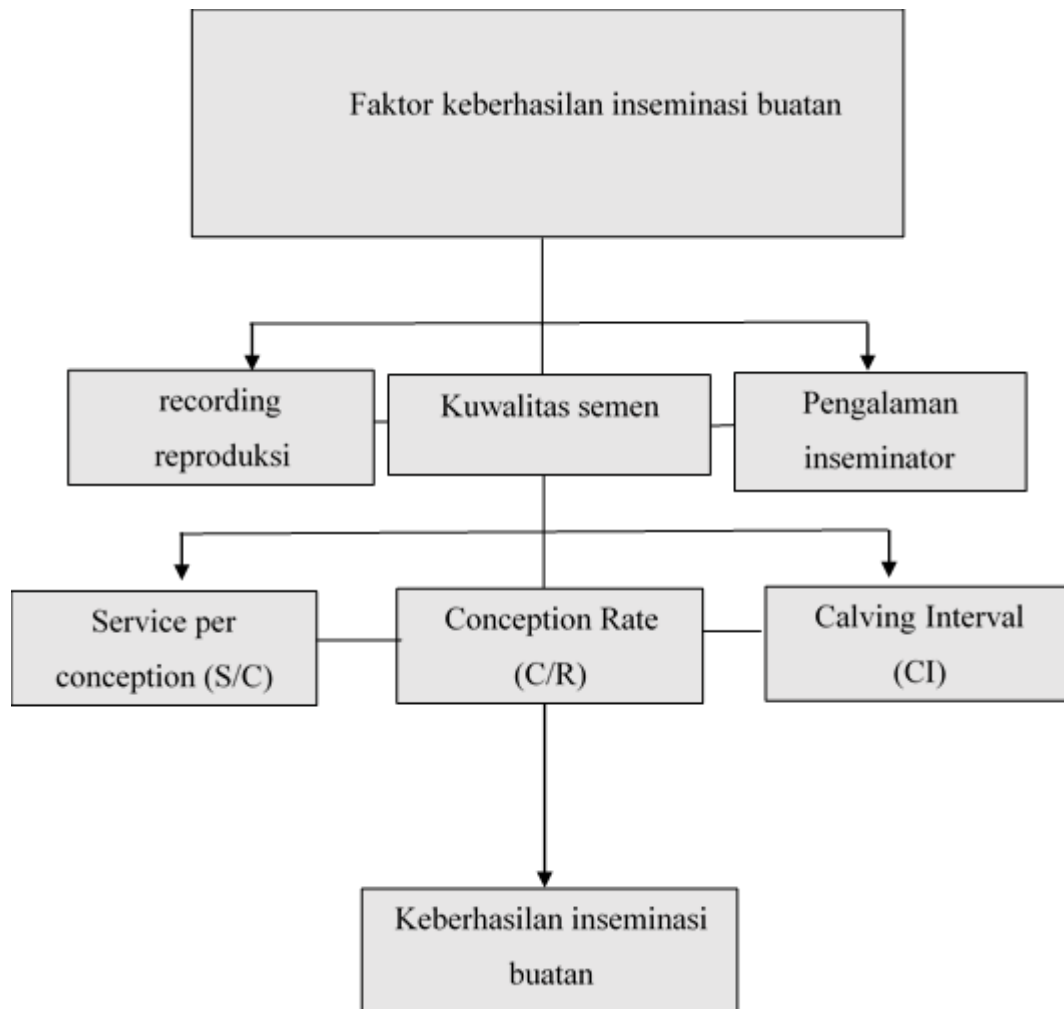 Faktor keberhasilan inseminasi buatan
recording
reproduksi
Kuwalitas semen
Pengalaman
inseminator
Service per
conception (S/C)
Conception Rate
(C/R)
Calving Interval
(CI)
Keberhasilan inseminasi
buatan